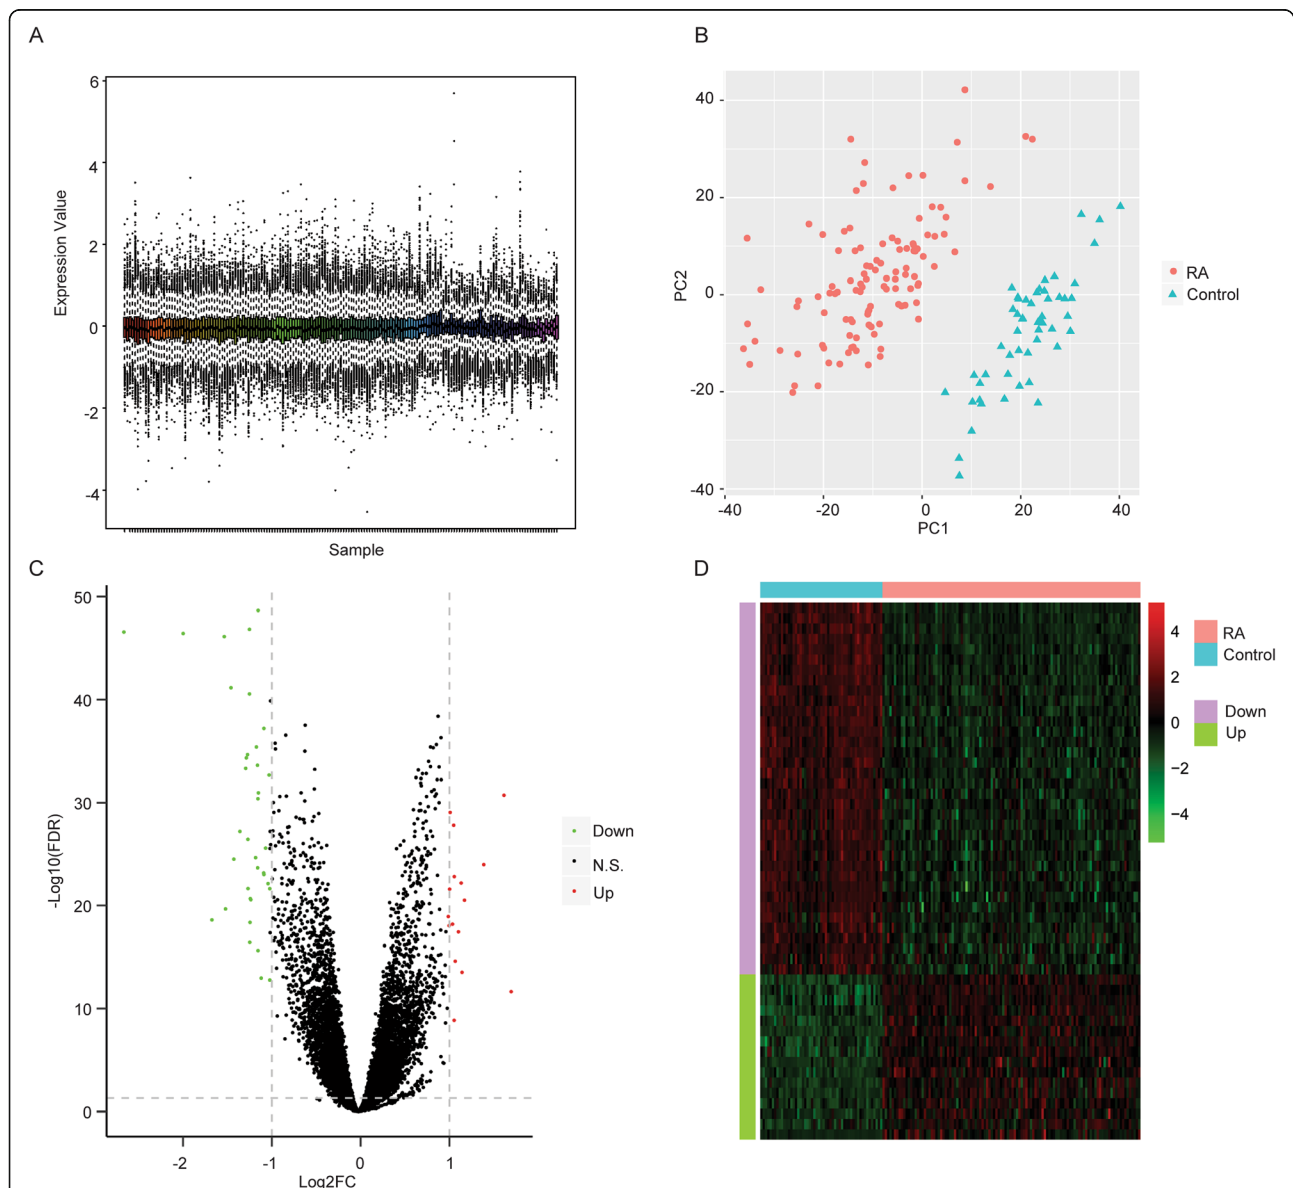 A
6
4
2
0
-2
-4
Expression Value
Sample
B
40
20
0
-20
-40
PC2
-40
-20
0
20
40
PC1
RA
Control
C
50
40
30
20
10
0
-Log10(FDR)
-2
-1
0
1
Log2FC
Down
N.S.
Up
D
4
2
0
−2
−4
RA
Control
Down
Up